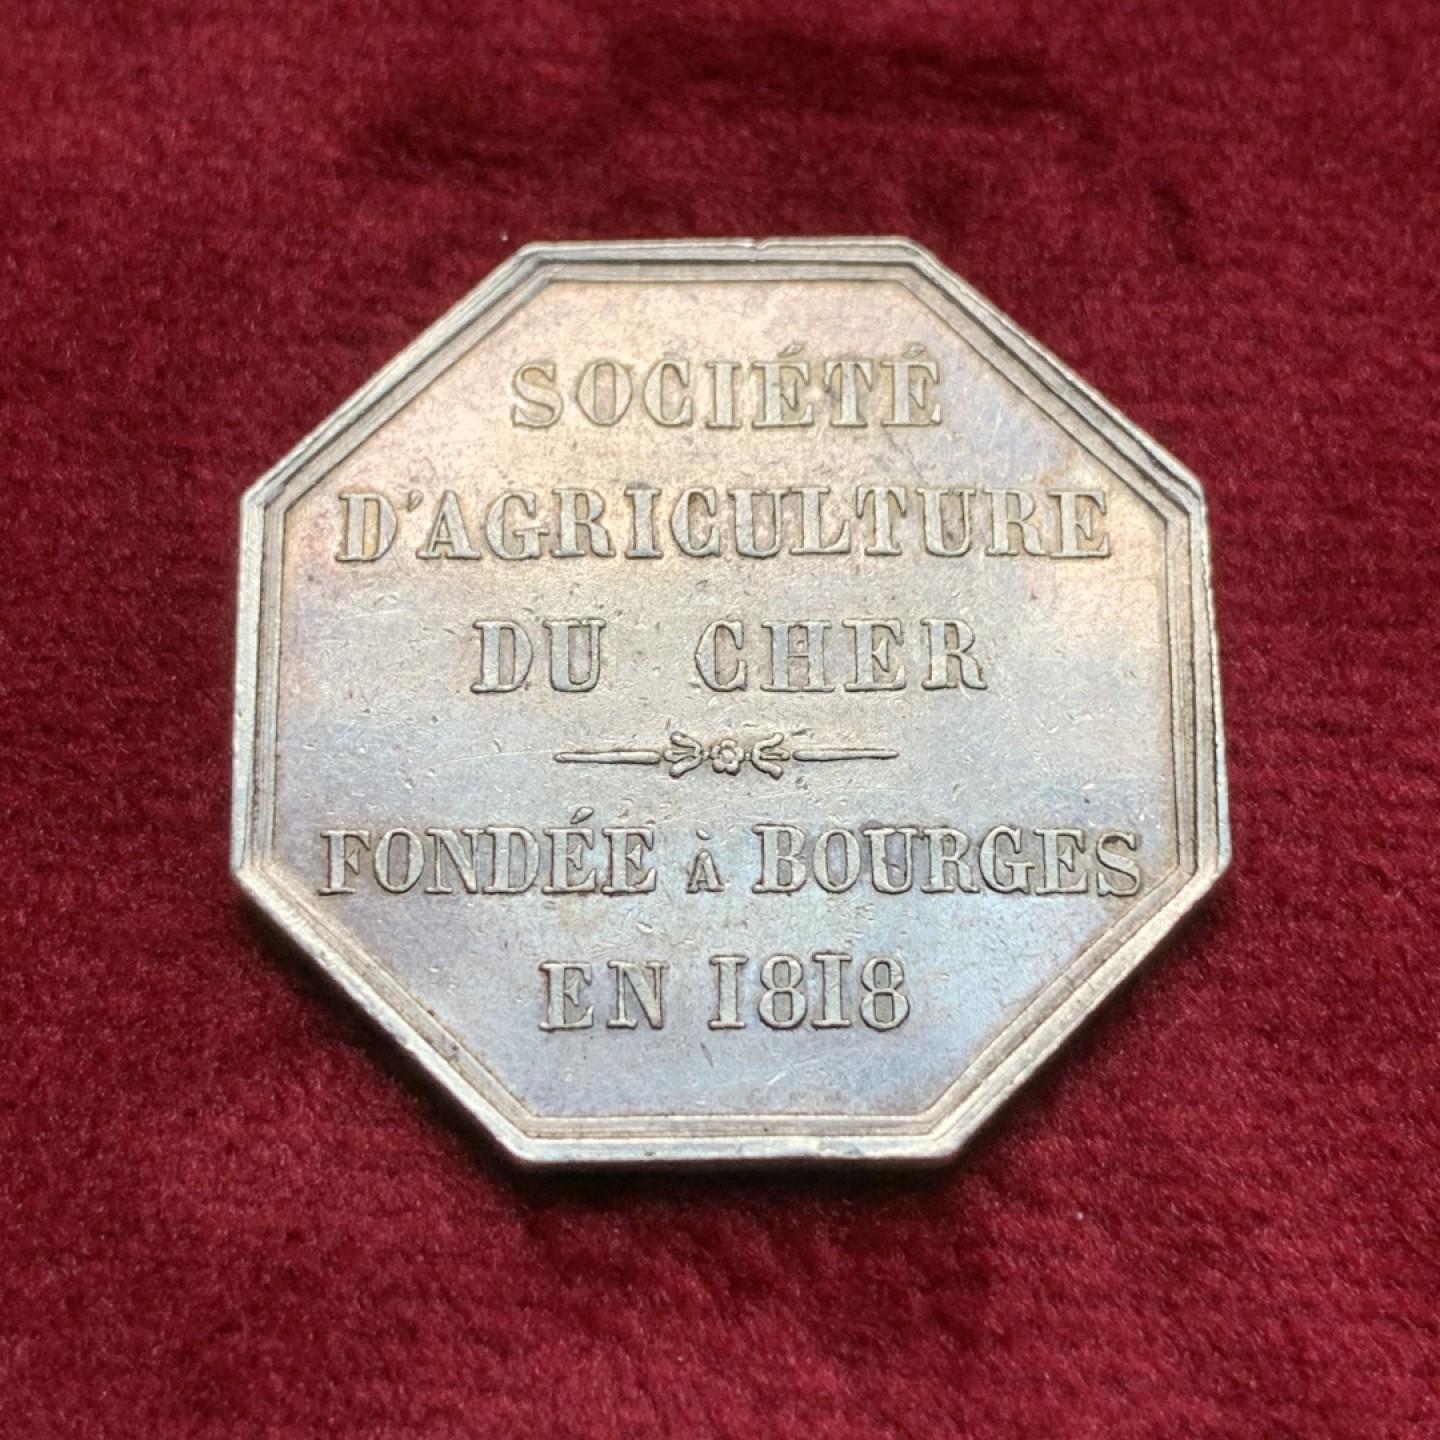 SOCIÉTÉ
D'AGRICULTURE
DU CHER
FONDÉE À BOURGES
EN 1818